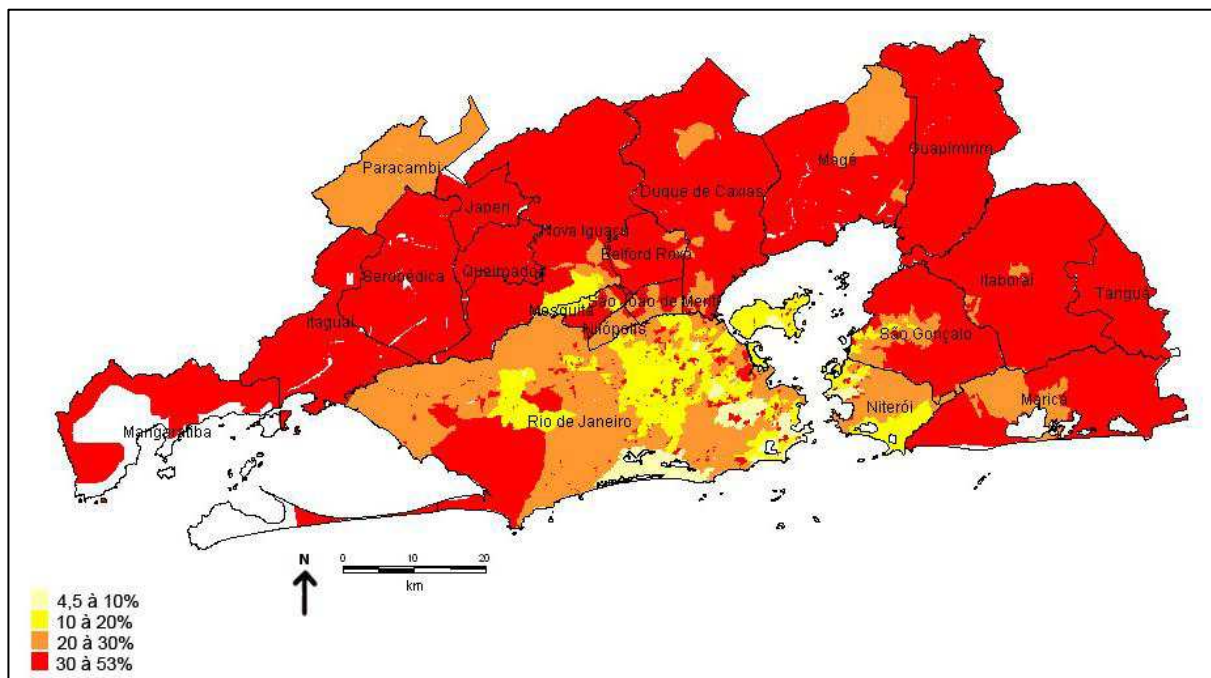 Paracambi
Magé
Guapimirim
Duque de Caxias
Japeri
Nova Iguaçu
Belford Roxo
Seropédica
Queimados
Itaboraí
Tanguá
Itaguaí
Mesquita
São João de Meriti
Nilópolis
São Gonçalo
Niterói
Maricá
Rio de Janeiro
Mangaratiba
N
0 10 20
km
4,5 à 10%
10 à 20%
20 à 30%
30 à 53%